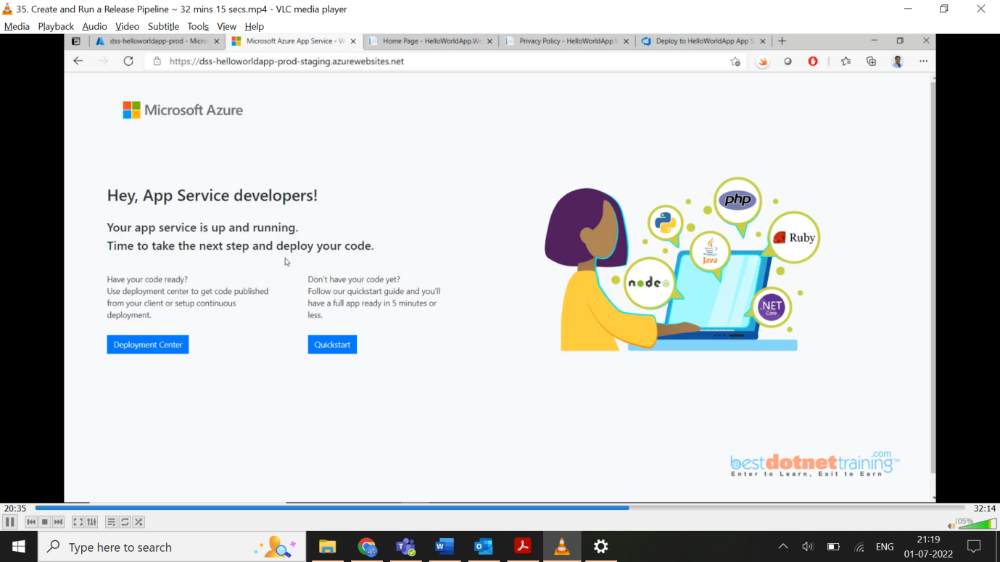 35. Create and Run a Release Pipeline ~ 32 mins 15 secs.mp4 - VLC media player
Media Playback Audio Video Subtitle Tools View Help
dss-helloworldapp-prod - Micro
Microsoft Azure App Service - W
Home Page - HelloWorldApp.We
Privacy Policy - HelloWorldApp.
Deploy to HelloWorldApp App S
https://dss-helloworldapp-prod-staging.azurewebsites.net
Microsoft Azure
Hey, App Service developers!
Your app service is up and running.
Time to take the next step and deploy your code.
Have your code ready?
Use deployment center to get code published
from your client or setup continuous
deployment.
Deployment Center
Don't have your code yet?
Follow our quickstart guide and you'll
have a full app ready in 5 minutes or
less.
Quickstart
php
Ruby
Java
node
JS
.NET
Core
@bestdotnettraining.com™
Enter to Learn, Exit to Earn
20:35
32:14
105%
Type here to search
ENG
21:19
01-07-2022